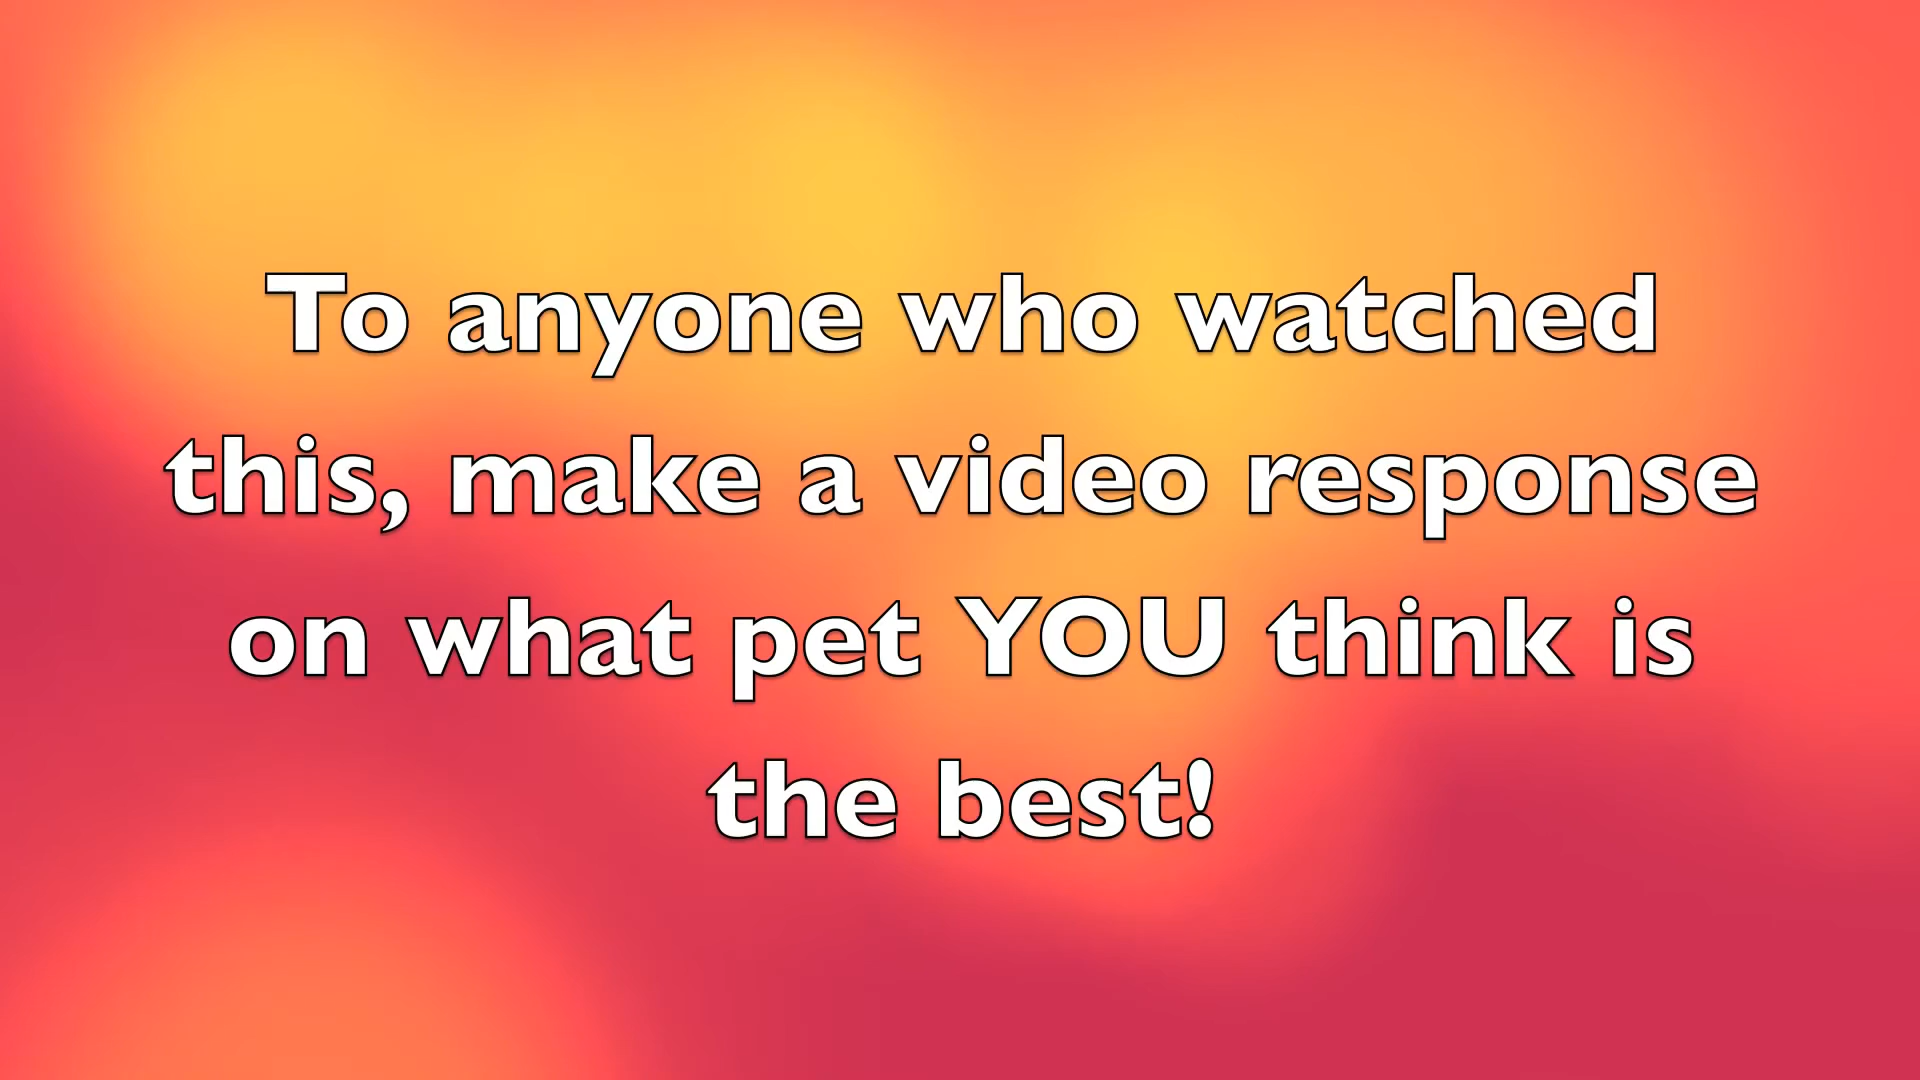 To anyone who watched
this, make a video response
on what pet YOU think is
the best!